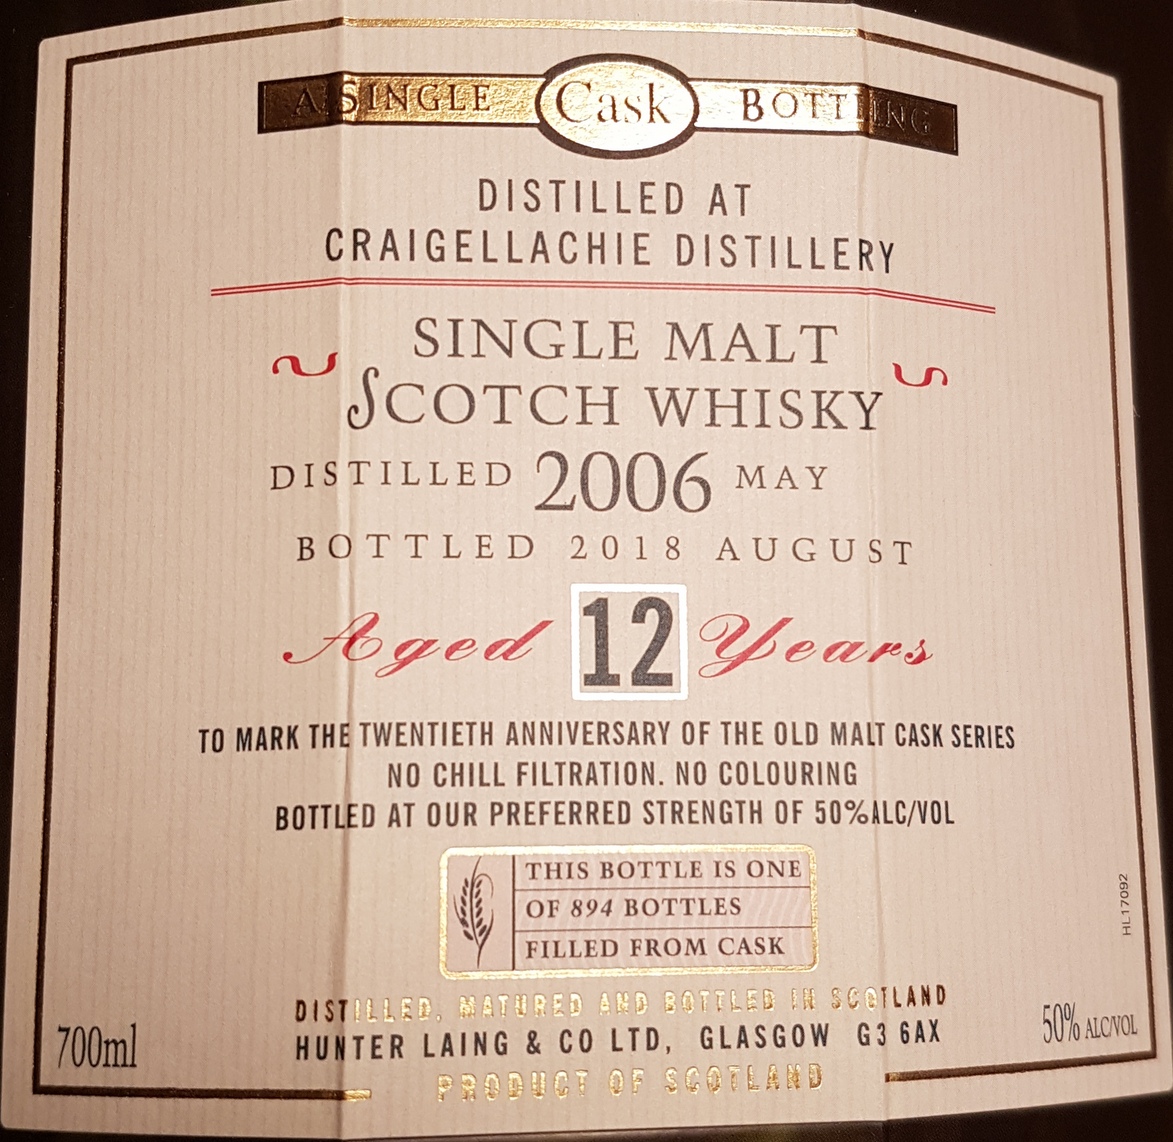 A SINGLE Cask BOTTLING
DISTILLED AT
CRAIGELLACHIE DISTILLERY
SINGLE MALT
SCOTCH WHISKY
DISTILLED 2006 MAY
BOTTLED 2018 AUGUST
Aged 12 Years
TO MARK THE TWENTIETH ANNIVERSARY OF THE OLD MALT CASK SERIES
NO CHILL FILTRATION. NO COLOURING
BOTTLED AT OUR PREFERRED STRENGTH OF 50%ALC/VOL
THIS BOTTLE IS ONE
OF 894 BOTTLES
FILLED FROM CASK
HL17092
DISTILLED, MATURED AND BOTTLED IN SCOTLAND
HUNTER LAING & CO LTD, GLASGOW G3 6AX
PRODUCT OF SCOTLAND
700ml
50% ALC/VOL